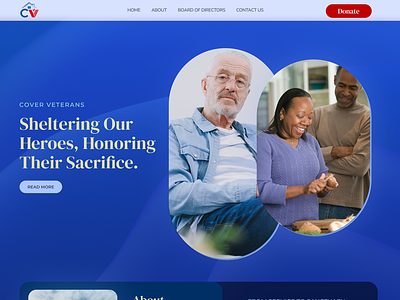 CV
HOME ABOUT BOARD OF DIRECTORS CONTACT US
Donate
COVER VETERANS
Sheltering Our
Heroes, Honoring
Their Sacrifice.
READ MORE
About